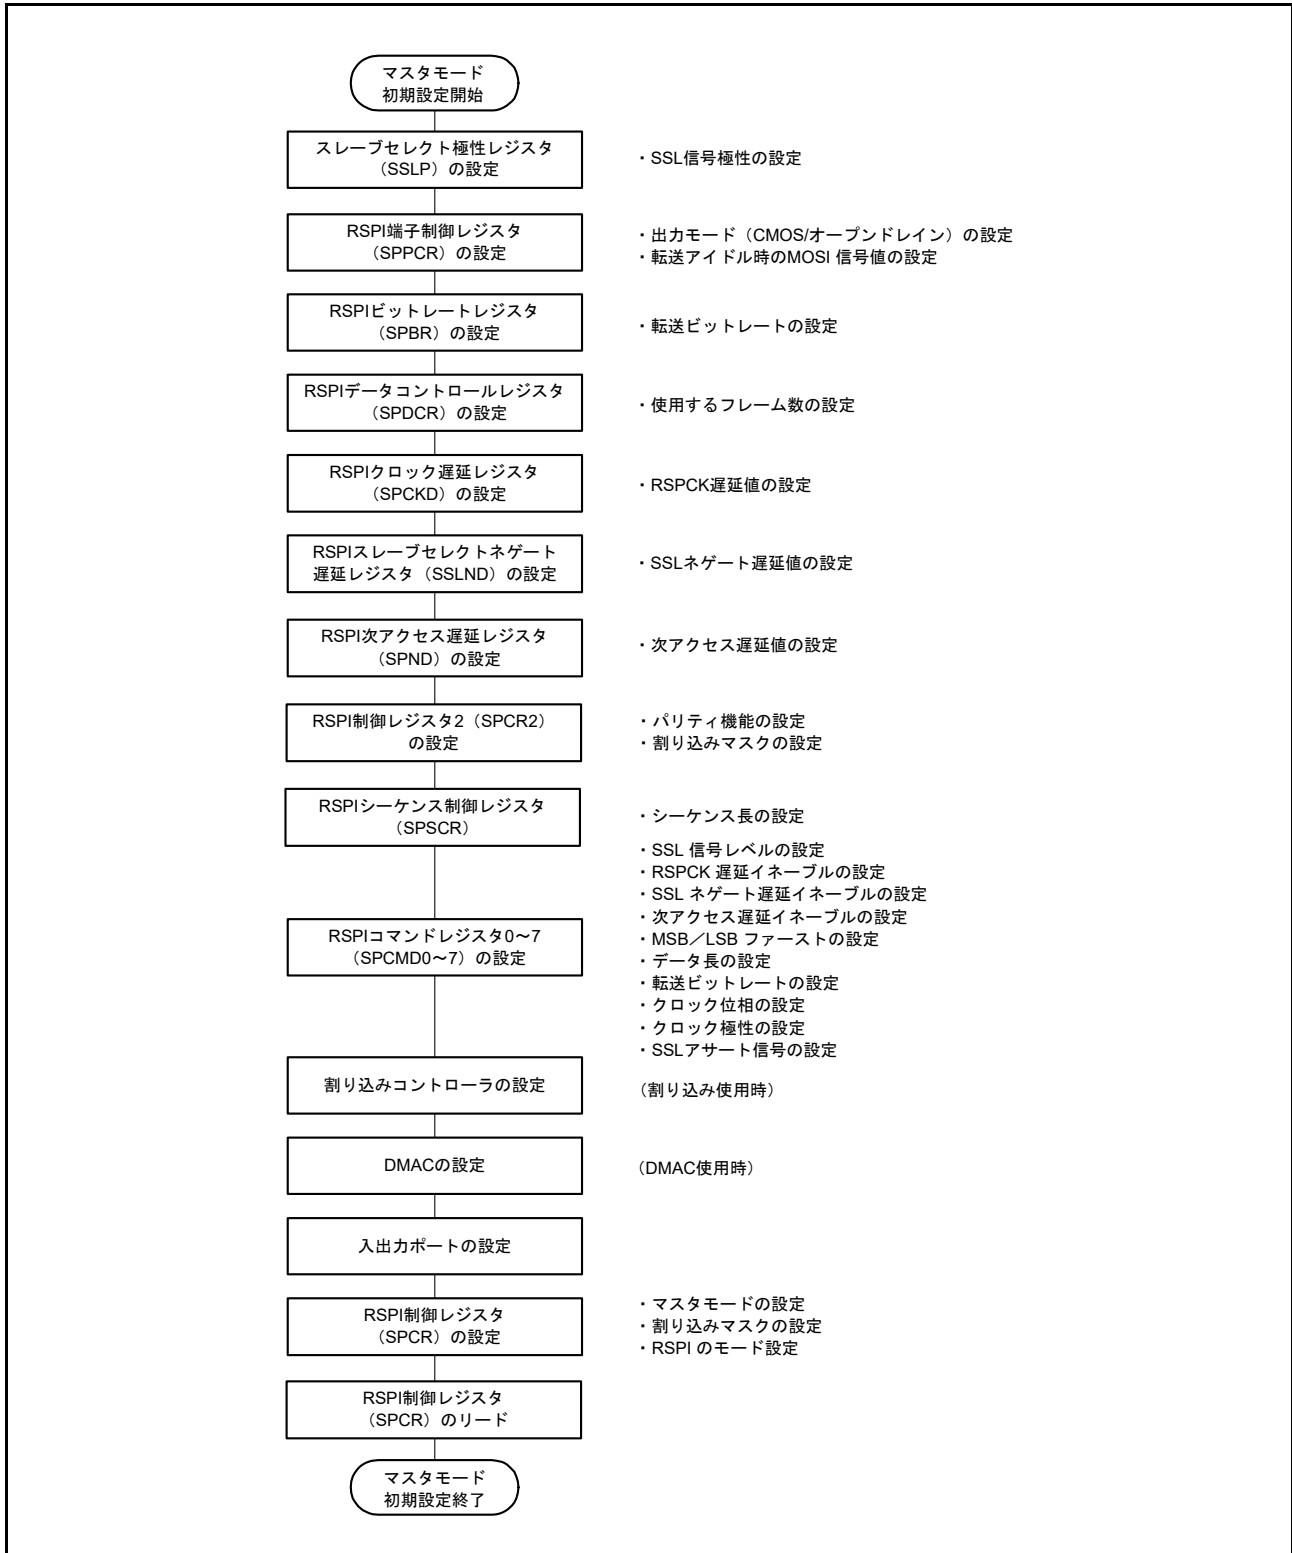 マスタモード
初期設定開始
スレーブセレクト極性レジスタ
（SSLP）の設定
・SSL信号極性の設定
RSPI端子制御レジスタ
（SPPCR）の設定
・出力モード（CMOS/オープンドレイン）の設定
・転送アイドル時のMOSI 信号値の設定
RSPIビットレートレジスタ
（SPBR）の設定
・転送ビットレートの設定
RSPIデータコントロールレジスタ
（SPDCR）の設定
・使用するフレーム数の設定
RSPIクロック遅延レジスタ
（SPCKD）の設定
・RSPCK遅延値の設定
RSPIスレーブセレクトネゲート
遅延レジスタ（SSLND）の設定
・SSLネゲート遅延値の設定
RSPI次アクセス遅延レジスタ
（SPND）の設定
・次アクセス遅延値の設定
RSPI制御レジスタ2（SPCR2）
の設定
・パリティ機能の設定
・割り込みマスクの設定
RSPIシーケンス制御レジスタ
（SPSCR）
・シーケンス長の設定
RSPIコマンドレジスタ0～7
（SPCMD0～7）の設定
・SSL 信号レベルの設定
・RSPCK 遅延イネーブルの設定
・SSL ネゲート遅延イネーブルの設定
・次アクセス遅延イネーブルの設定
・MSB／LSB ファーストの設定
・データ長の設定
・転送ビットレートの設定
・クロック位相の設定
・クロック極性の設定
・SSLアサート信号の設定
割り込みコントローラの設定
（割り込み使用時）
DMACの設定
（DMAC使用時）
入出力ポートの設定
RSPI制御レジスタ
（SPCR）の設定
・マスタモードの設定
・割り込みマスクの設定
・RSPI のモード設定
RSPI制御レジスタ
（SPCR）のリード
マスタモード
初期設定終了